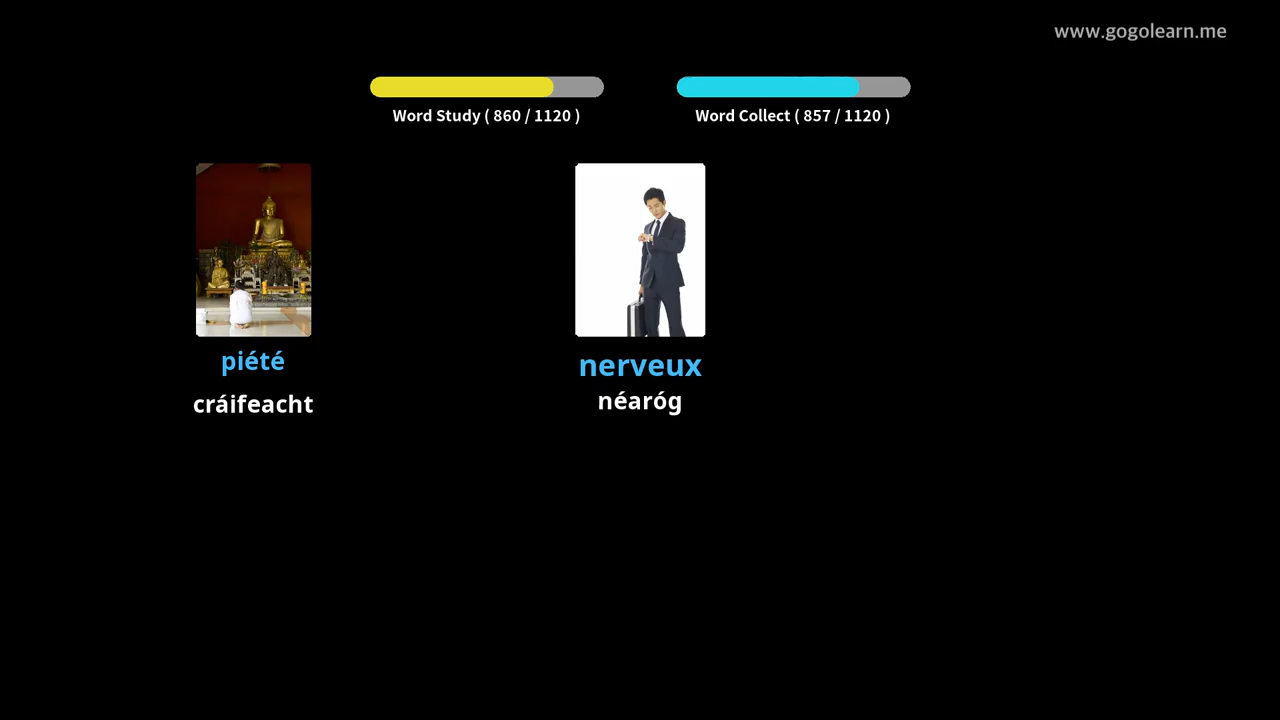 www.gogolearn.me
Word Study ( 860 / 1120 )
Word Collect ( 857 / 1120 )
piété
cráifeacht
nerveux
néaróg